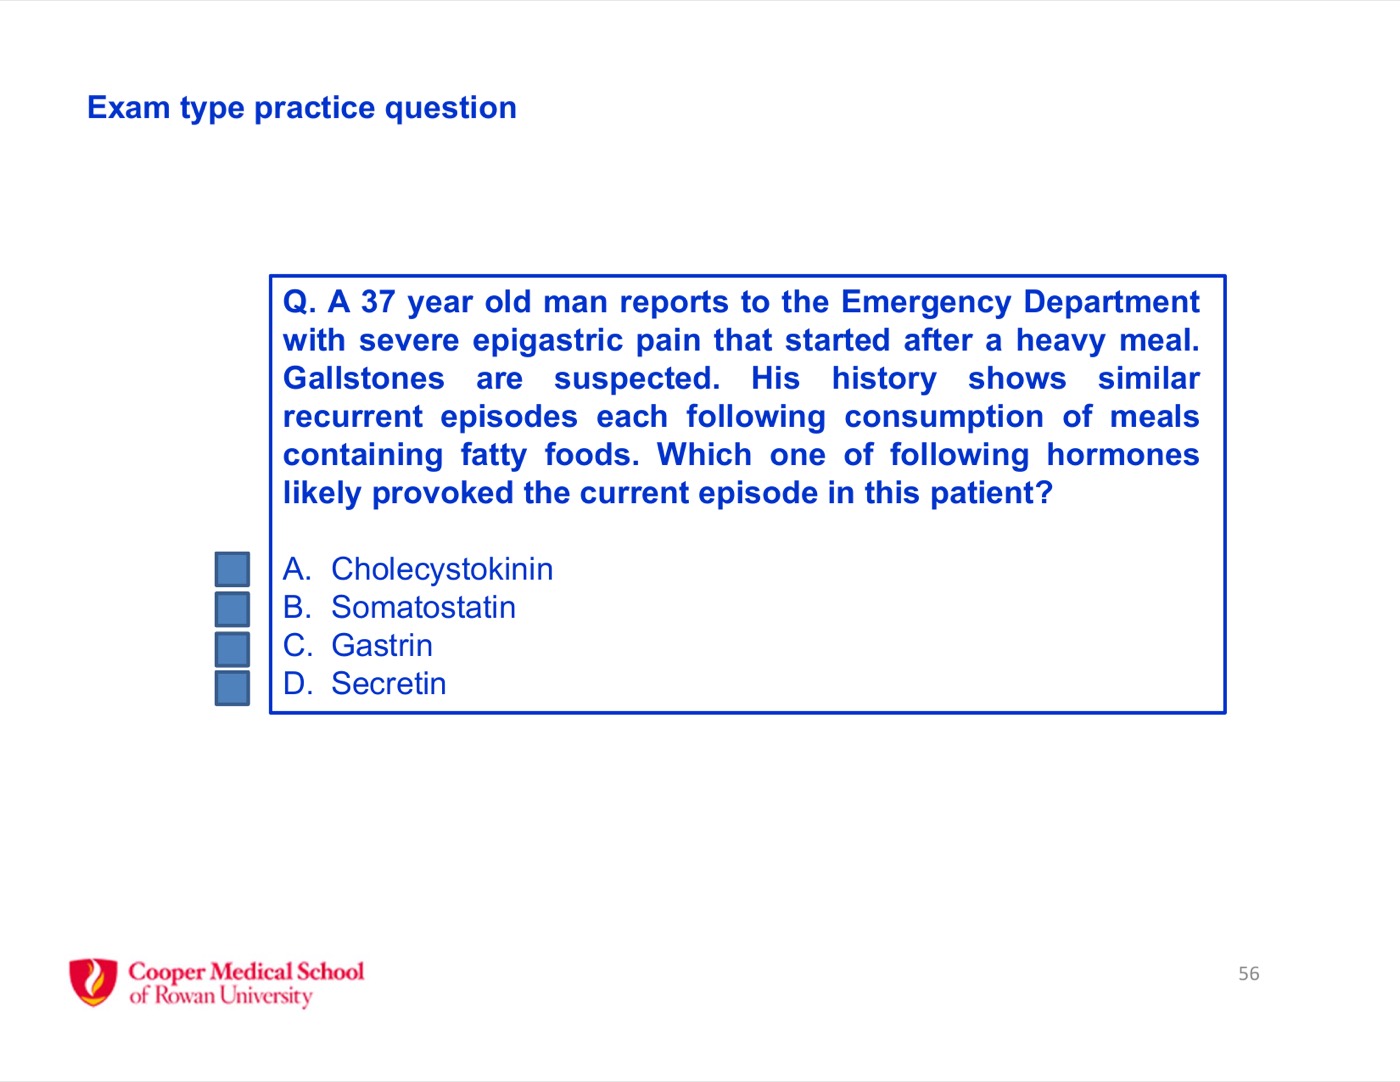 Exam type practice question
Q. A 37 year old man reports to the Emergency Department
with severe epigastric pain that started after a heavy meal.
Gallstones are suspected. His history shows similar
recurrent episodes each following consumption of meals
containing fatty foods. Which one of following hormones
likely provoked the current episode in this patient?
A. Cholecystokinin
B. Somatostatin
C. Gastrin
D. Secretin
Cooper Medical School
of Rowan University
56